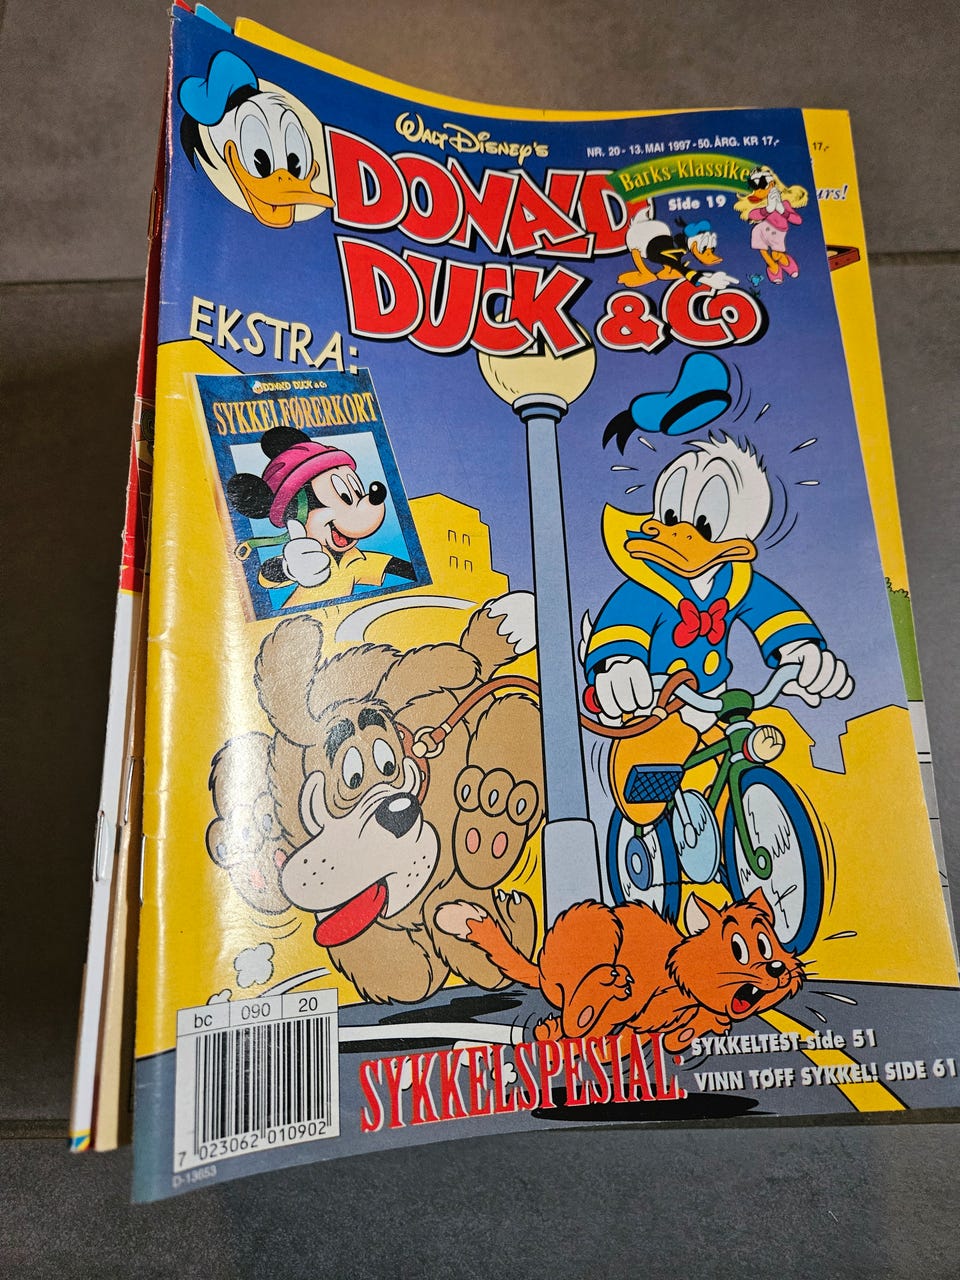 WALT DISNEY'S
NR. 20 - 13. MAI 1997 - 50. ÅRG. KR 17,-
17,-
DONALD
DUCK & Co
Barks-klassiker
Side 19
urs!
EKSTRA:
DONALD DUCK & Co
SYKKELFØRERKORT
bc 090 20
7 023062 010902
D-13653
SYKKELSPESIAL:
SYKKELTEST side 51
VINN TØFF SYKKEL! SIDE 61